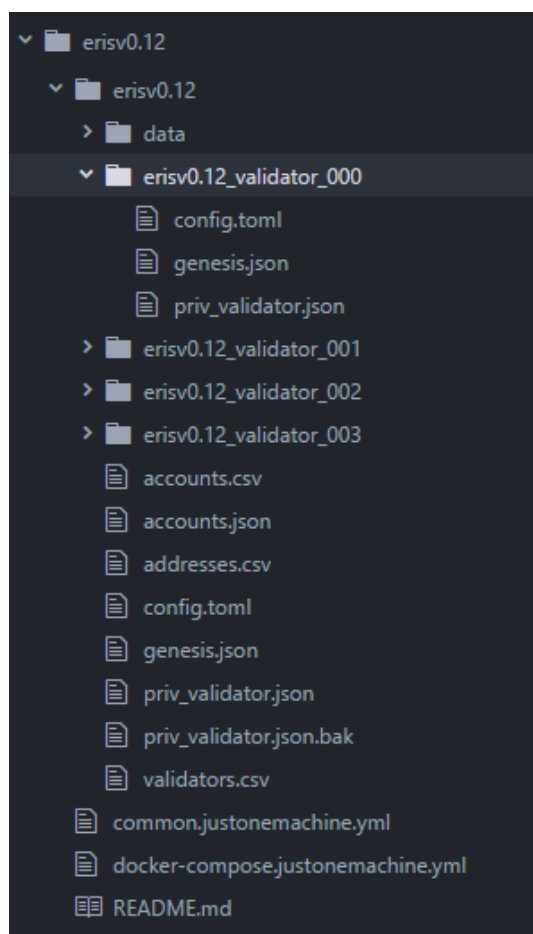 erisv0.12
erisv0.12
data
erisv0.12_validator_000
config.toml
genesis.json
priv_validator.json
erisv0.12_validator_001
erisv0.12_validator_002
erisv0.12_validator_003
accounts.csv
accounts.json
addresses.csv
config.toml
genesis.json
priv_validator.json
priv_validator.json.bak
validators.csv
common.justonemachine.yml
docker-compose.justonemachine.yml
README.md